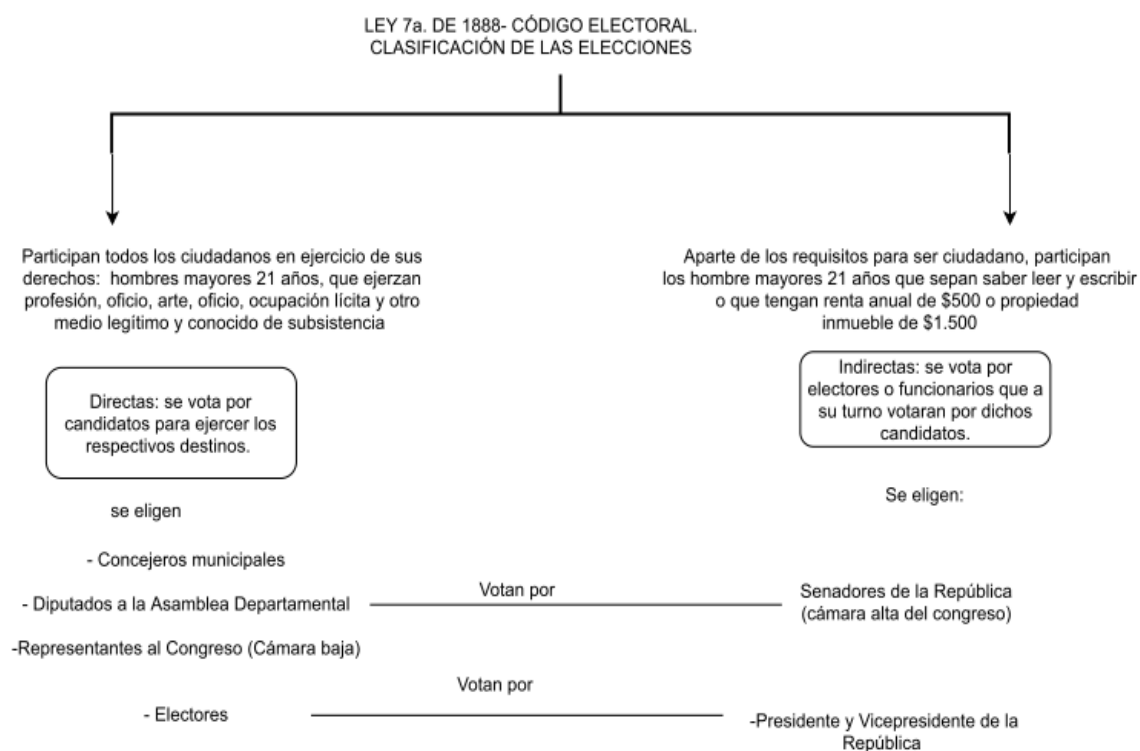 LEY 7a. DE 1888- CÓDIGO ELECTORAL.
CLASIFICACIÓN DE LAS ELECCIONES
Participan todos los ciudadanos en ejercicio de sus
derechos: hombres mayores 21 años, que ejerzan
profesión, oficio, arte, oficio, ocupación lícita y otro
medio legítimo y conocido de subsistencia
Directas: se vota por
candidatos para ejercer los
respectivos destinos.
se eligen
- Concejeros municipales
- Diputados a la Asamblea Departamental
-Representantes al Congreso (Cámara baja)
- Electores
Votan por
Votan por
Aparte de los requisitos para ser ciudadano, participan
los hombre mayores 21 años que sepan saber leer y escribir
o que tengan renta anual de $500 o propiedad
inmueble de $1.500
Indirectas: se vota por
electores o funcionarios que a
su turno votaran por dichos
candidatos.
Se eligen:
Senadores de la República
(cámara alta del congreso)
-Presidente y Vicepresidente de la
República